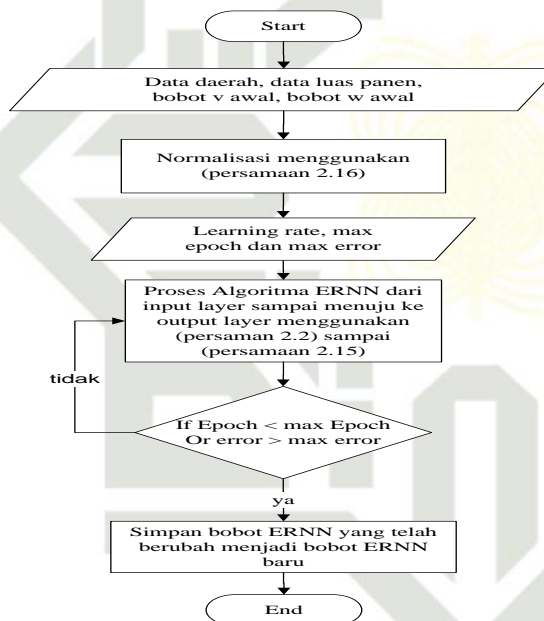 Start
Data daerah, data luas panen,
bobot v awal, bobot w awal
Normalisasi menggunakan
(persamaan 2.16)
Learning rate, max
epoch dan max error
Proses Algoritma ERNN dari
input layer sampai menuju ke
output layer menggunakan
(persaman 2.2) sampai
(persamaan 2.15)
tidak
If Epoch < max Epoch
Or error > max error
ya
Simpan bobot ERNN yang telah
berubah menjadi bobot ERNN
baru
End